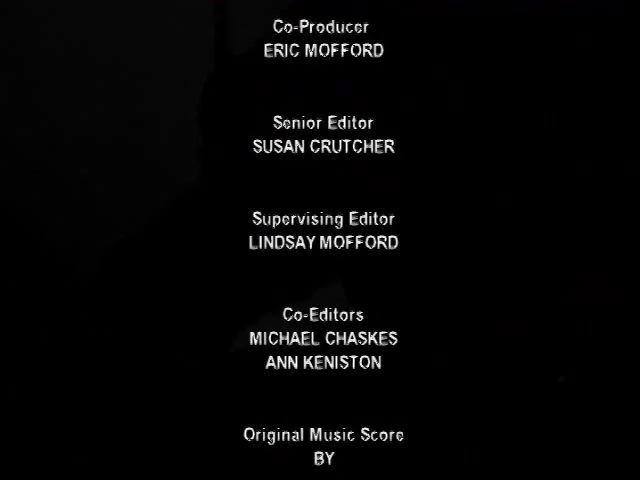 Co-Producer
ERIC MOFFORD
Senior Editor
SUSAN CRUTCHER
Supervising Editor
LINDSAY MOFFORD
Co-Editors
MICHAEL CHASKES
ANN KENISTON
Original Music Score
BY